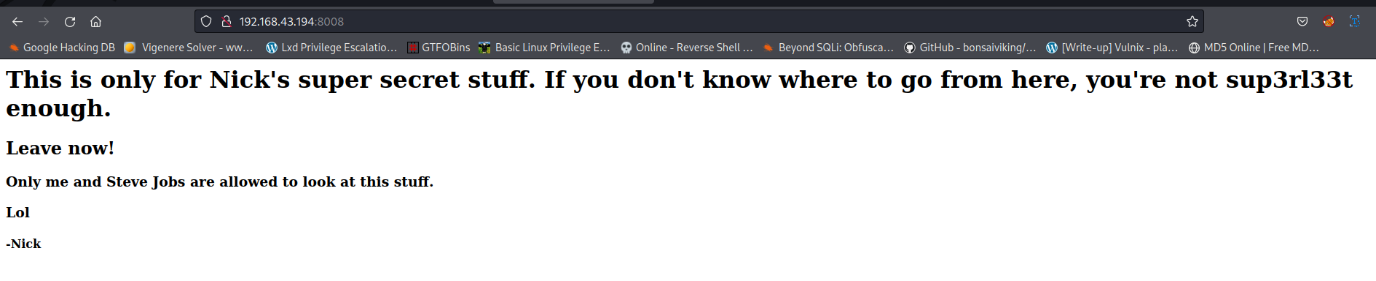 192.168.43.194:8008
Google Hacking DB Vigenere Solver - ww... Lxd Privilege Escalatio... GTFOBins Basic Linux Privilege E... Online - Reverse Shell ... Beyond SQLi: Obfusca... GitHub - bonsaiviking/... [Write-up] Vulnix - pla... MD5 Online | Free MD...
This is only for Nick's super secret stuff. If you don't know where to go from here, you're not sup3rl33t
enough.
Leave now!
Only me and Steve Jobs are allowed to look at this stuff.
Lol
-Nick